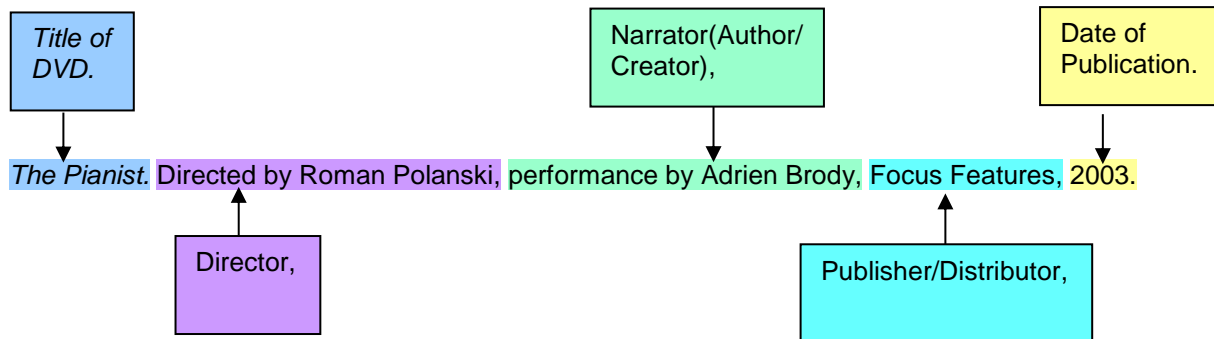 Title of
DVD.
Narrator(Author/
Creator),
Date of
Publication.
The Pianist. Directed by Roman Polanski, performance by Adrien Brody, Focus Features, 2003.
Director,
Publisher/Distributor,